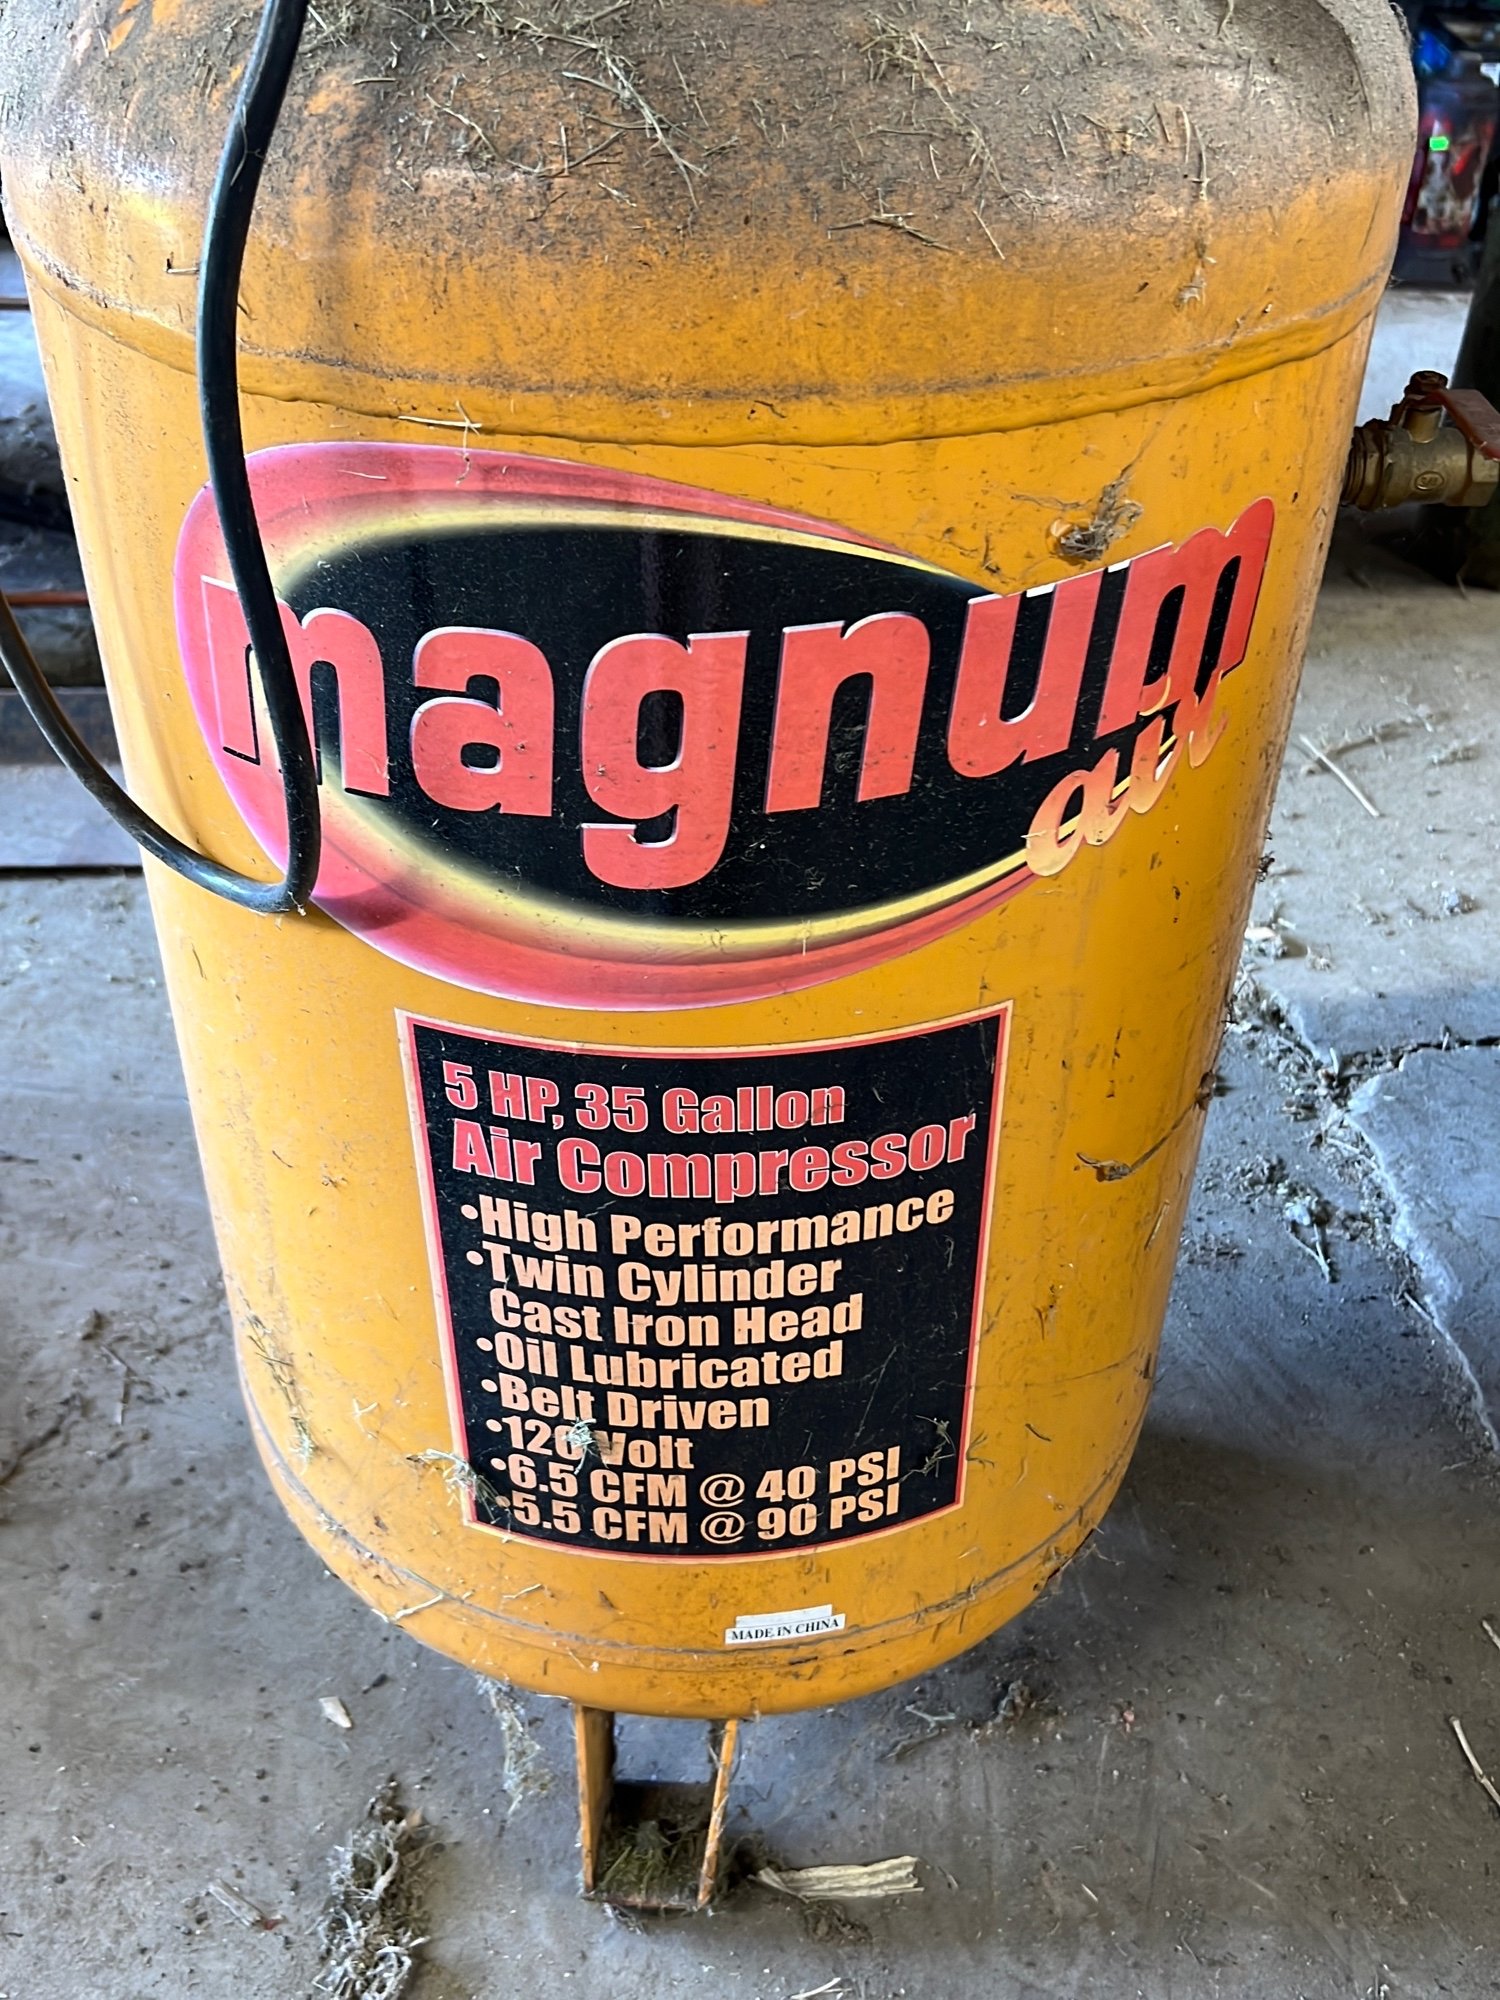 magnum
air
5 HP, 35 Gallon
Air Compressor
•High Performance
•Twin Cylinder
Cast Iron Head
•Oil Lubricated
•Belt Driven
•120 Volt
•6.5 CFM @ 40 PSI
•5.5 CFM @ 90 PSI
MADE IN CHINA